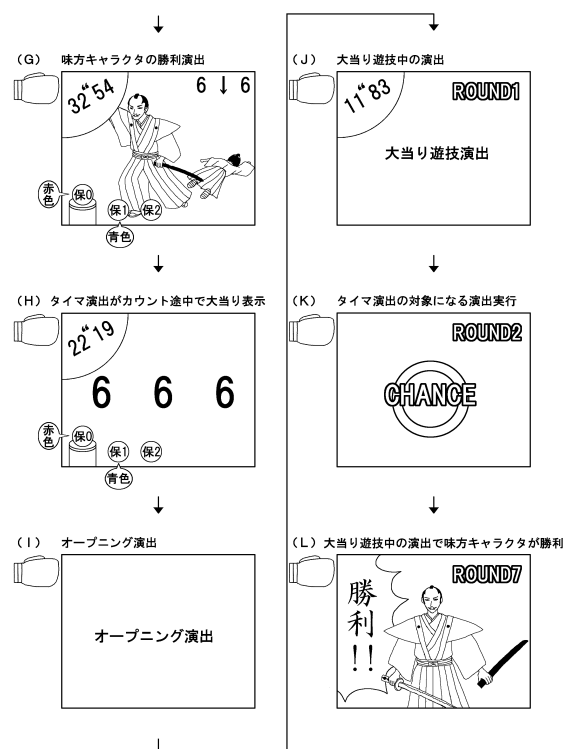 (G) 味方キャラクタの勝利演出
32"54
6 ↓ 6
赤色
保0
保1
保2
青色
(H) タイマ演出がカウント途中で大当り表示
22"19
6 6 6
赤色
保0
保1
保2
青色
(I) オープニング演出
オープニング演出
(J) 大当り遊技中の演出
11"83
ROUND1
大当り遊技演出
(K) タイマ演出の対象になる演出実行
ROUND2
CHANCE
(L) 大当り遊技中の演出で味方キャラクタが勝利
ROUND7
勝利!!